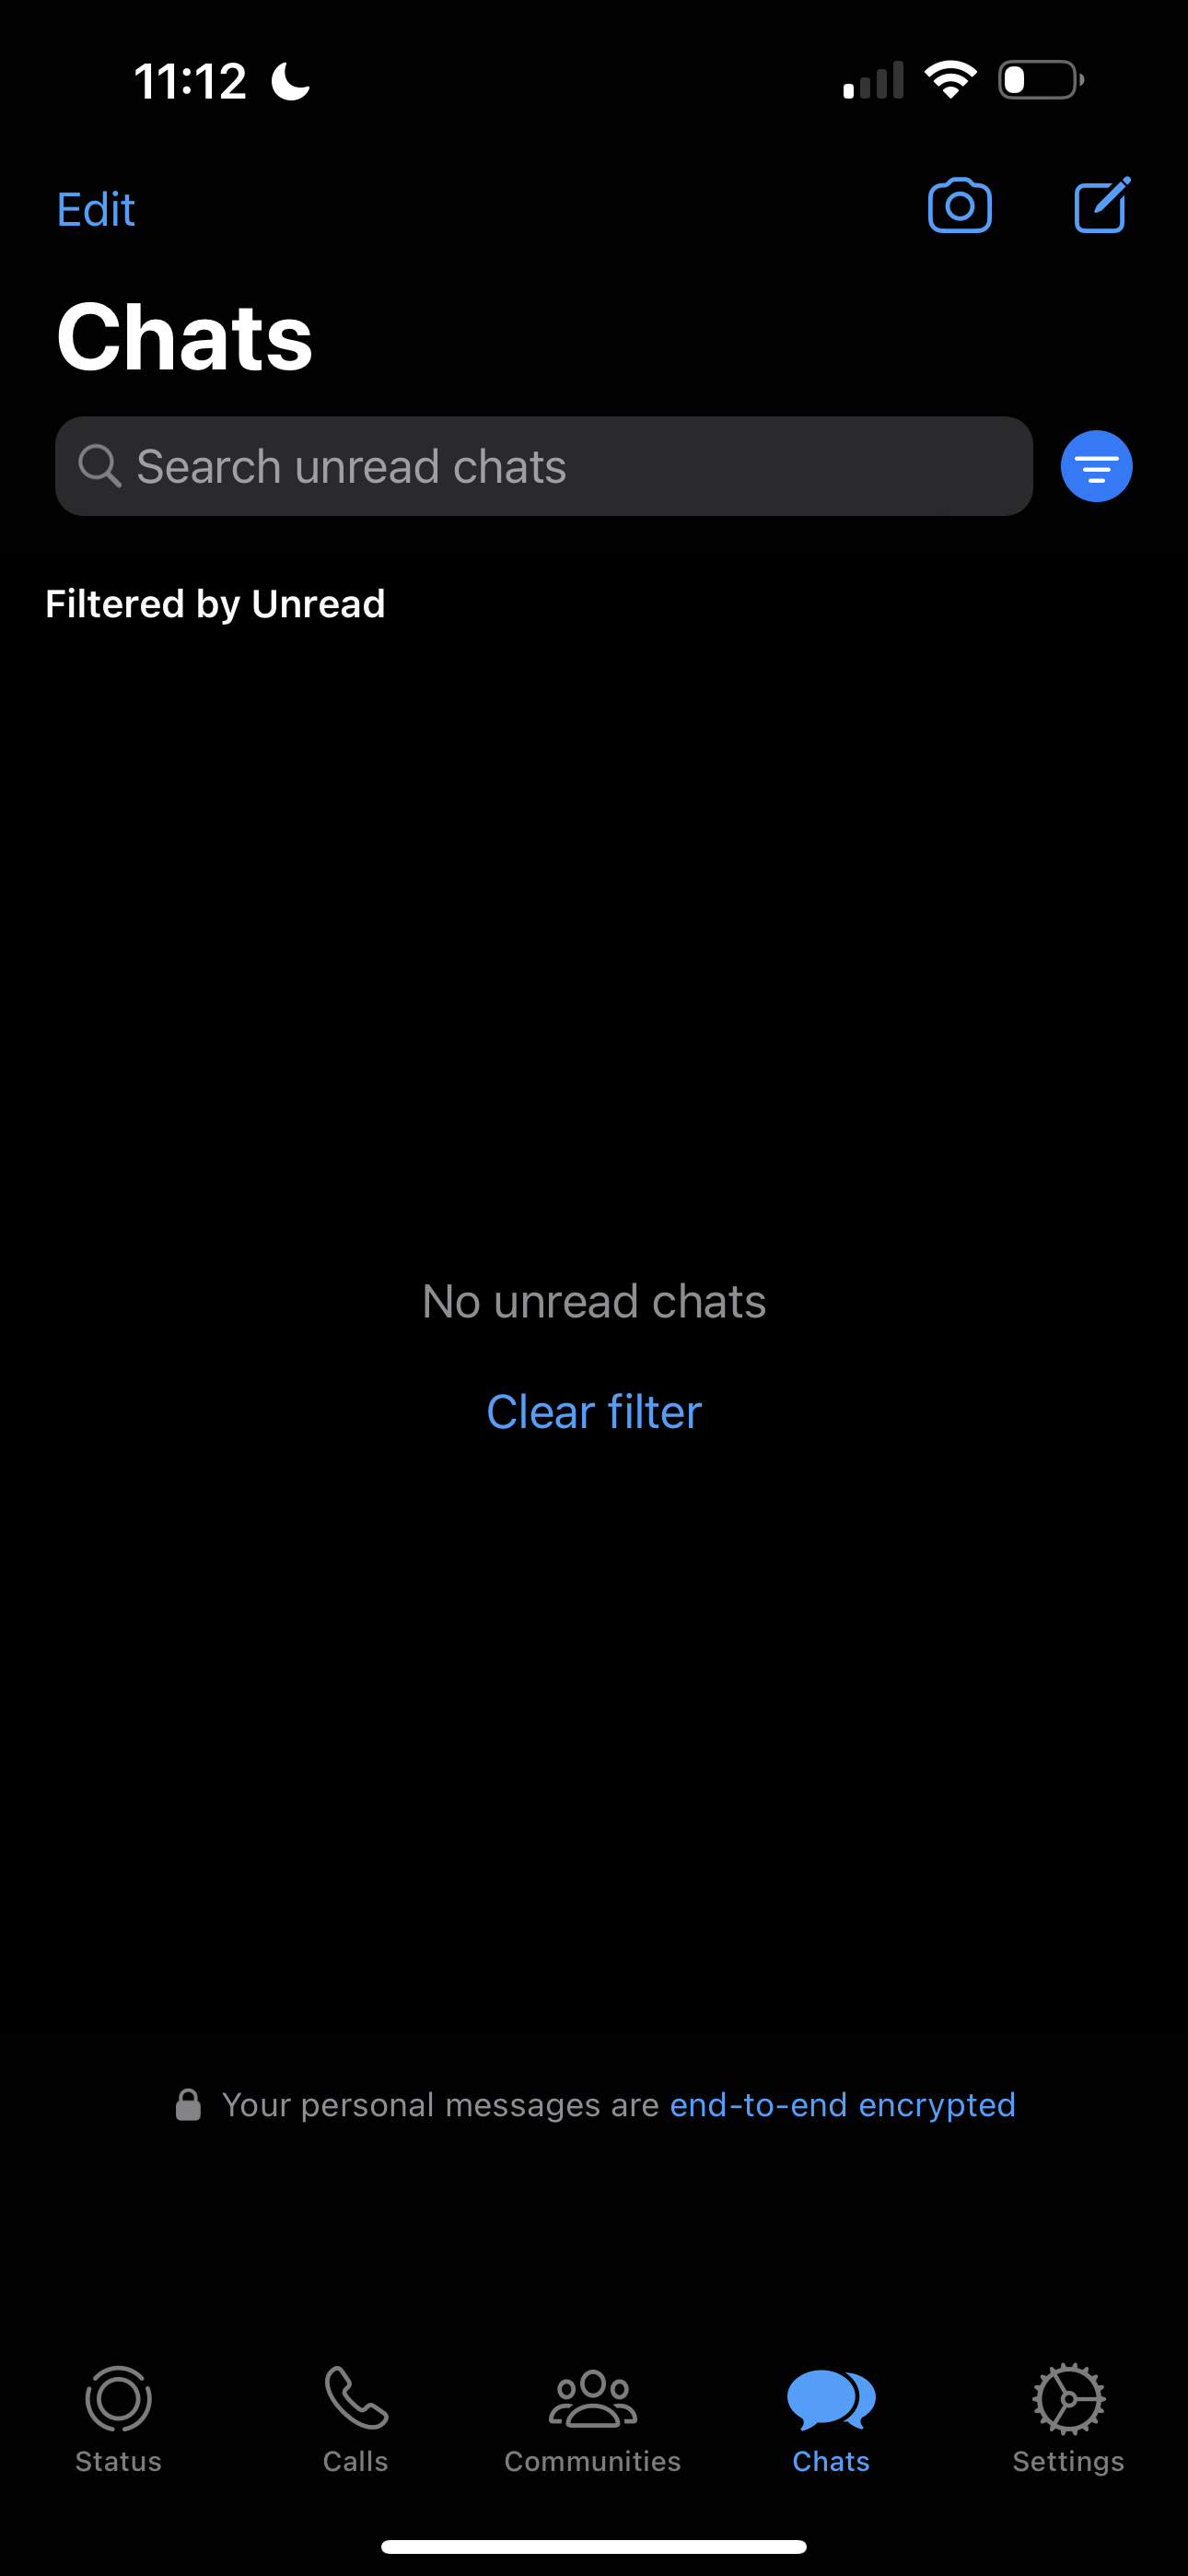 11:12
Edit
Chats
Search unread chats
Filtered by Unread
No unread chats
Clear filter
Your personal messages are end-to-end encrypted
Status
Calls
Communities
Chats
Settings